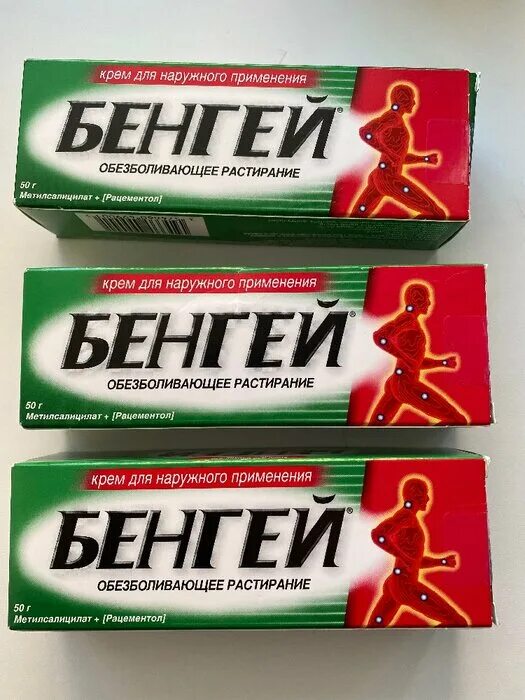 крем для наружного применения
БЕНГЕЙ®
ОБЕЗБОЛИВАЮЩЕЕ РАСТИРАНИЕ
50 г
Метилсалицилат + [Рацементол]
крем для наружного применения
БЕНГЕЙ®
ОБЕЗБОЛИВАЮЩЕЕ РАСТИРАНИЕ
50 г
Метилсалицилат + [Рацементол]
крем для наружного применения
БЕНГЕЙ®
ОБЕЗБОЛИВАЮЩЕЕ РАСТИРАНИЕ
50 г
Метилсалицилат + [Рацементол]